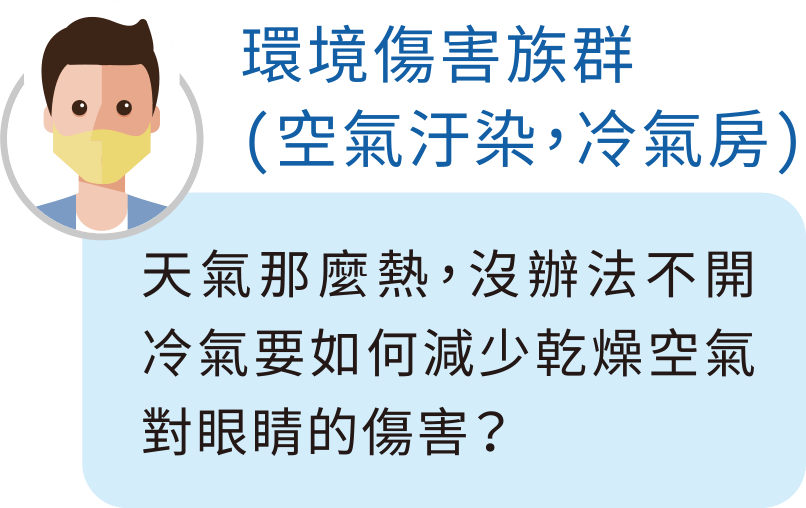 環境傷害族群
(空氣汙染，冷氣房)
天氣那麼熱，沒辦法不開
冷氣要如何減少乾燥空氣
對眼睛的傷害？